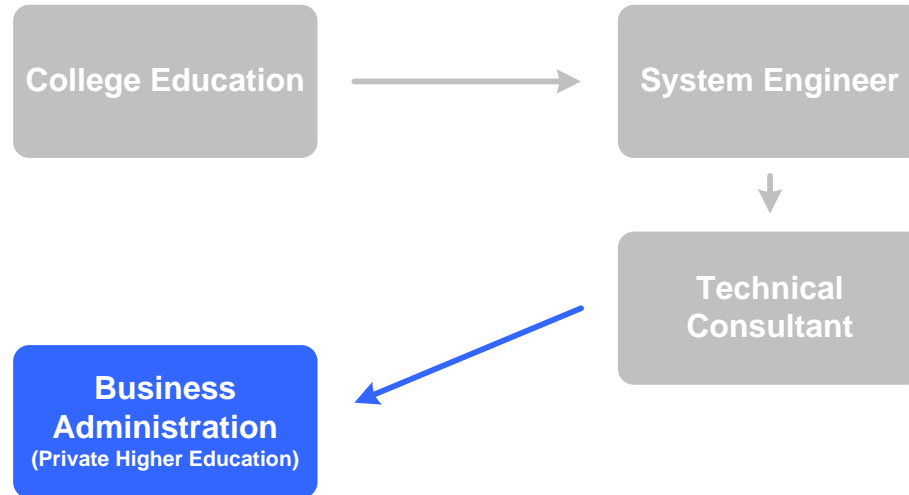 College Education
System Engineer
Technical
Consultant
Business
Administration
(Private Higher Education)